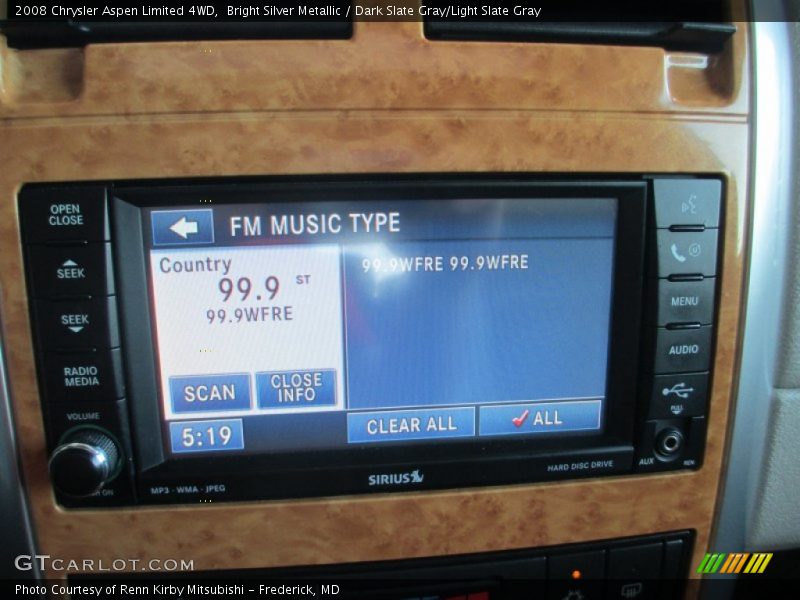 2008 Chrysler Aspen Limited 4WD,  Bright Silver Metallic / Dark Slate Gray/Light Slate Gray
OPEN
CLOSE
SEEK
SEEK
RADIO
MEDIA
VOLUME
FM MUSIC TYPE
Country
99.9 ST
99.9WFRE
SCAN
CLOSE
INFO
5:19
99.9WFRE 99.9WFRE
CLEAR ALL
ALL
MENU
AUDIO
PULL
AUX
MP3 - WMA - JPEG
SIRIUS
HARD DISC DRIVE
GTCARLOT.COM
Photo Courtesy of Renn Kirby Mitsubishi - Frederick, MD